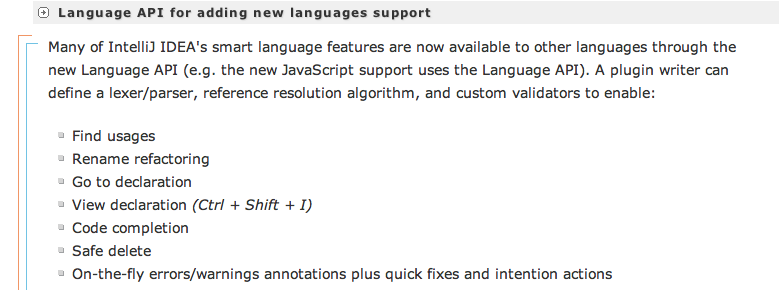 Language API for adding new languages support
Many of IntelliJ IDEA's smart language features are now available to other languages through the
new Language API (e.g. the new JavaScript support uses the Language API). A plugin writer can
define a lexer/parser, reference resolution algorithm, and custom validators to enable:
Find usages
Rename refactoring
Go to declaration
View declaration (Ctrl + Shift + I)
Code completion
Safe delete
On-the-fly errors/warnings annotations plus quick fixes and intention actions